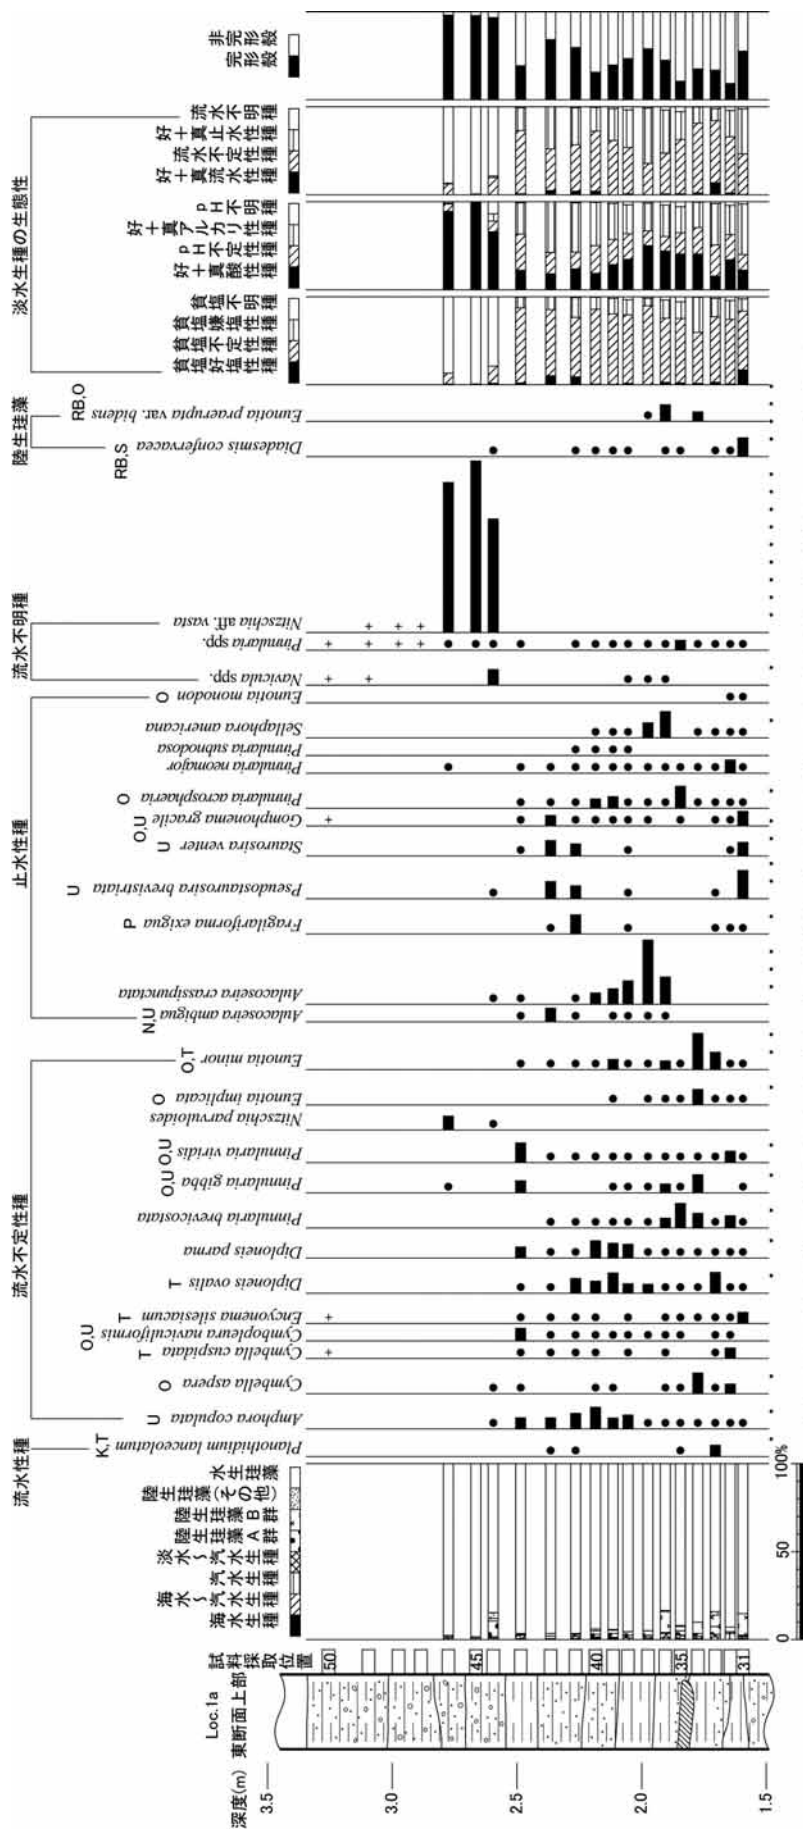 非完形殻
完形殻
淡水生種の生態性
流水不明種
好+真止水性種
流水不定性種
好+真流水性種
pH不明種
好+真アルカリ性種
pH不定性種
好+真酸性種
貧塩不明種
貧塩嫌塩性種
貧塩不定性種
貧塩好塩性種
陸生珪藻
RB,O
Eunotia praerupta var. bidens
RB,S
Diadesmis confervacea
流水不明種
Nitzschia aff. vasta
Pinnularia spp.
Navicula spp.
止水性種
O
Eunotia monodon
Sellaphora americana
Pinnularia subnodosa
Pinnularia neomajor
O
Pinnularia acrosphaeria
O,U
Gomphonema gracile
U
Staurosira venter
U
Pseudostaurosira brevistriata
P
Fragilariforma exigua
Aulacoseira crassipunctata
N,U
Aulacoseira ambigua
流水不定性種
O,T
Eunotia minor
O
Eunotia implicata
Nitzschia parvuloides
O,U
Pinnularia viridis
O,U
Pinnularia gibba
Pinnularia brevicostata
Diploneis parma
T
Diploneis ovalis
T
Encyonema silesiacum
O,U
Cymbopleura naviculiformis
T
Cymbella cuspidata
O
Cymbella aspera
U
Amphora copulata
流水性種
K,T
Planothidium lanceolatum
水生珪藻
陸生珪藻(その他)
陸生珪藻B群
陸生珪藻A群
淡水~汽水生種
汽水生種
海水~汽水生種
海水生種
100%
50
0
試料採取位置
50
45
40
35
31
Loc.1a
東断面上部
深度(m)
3.5
3.0
2.5
2.0
1.5